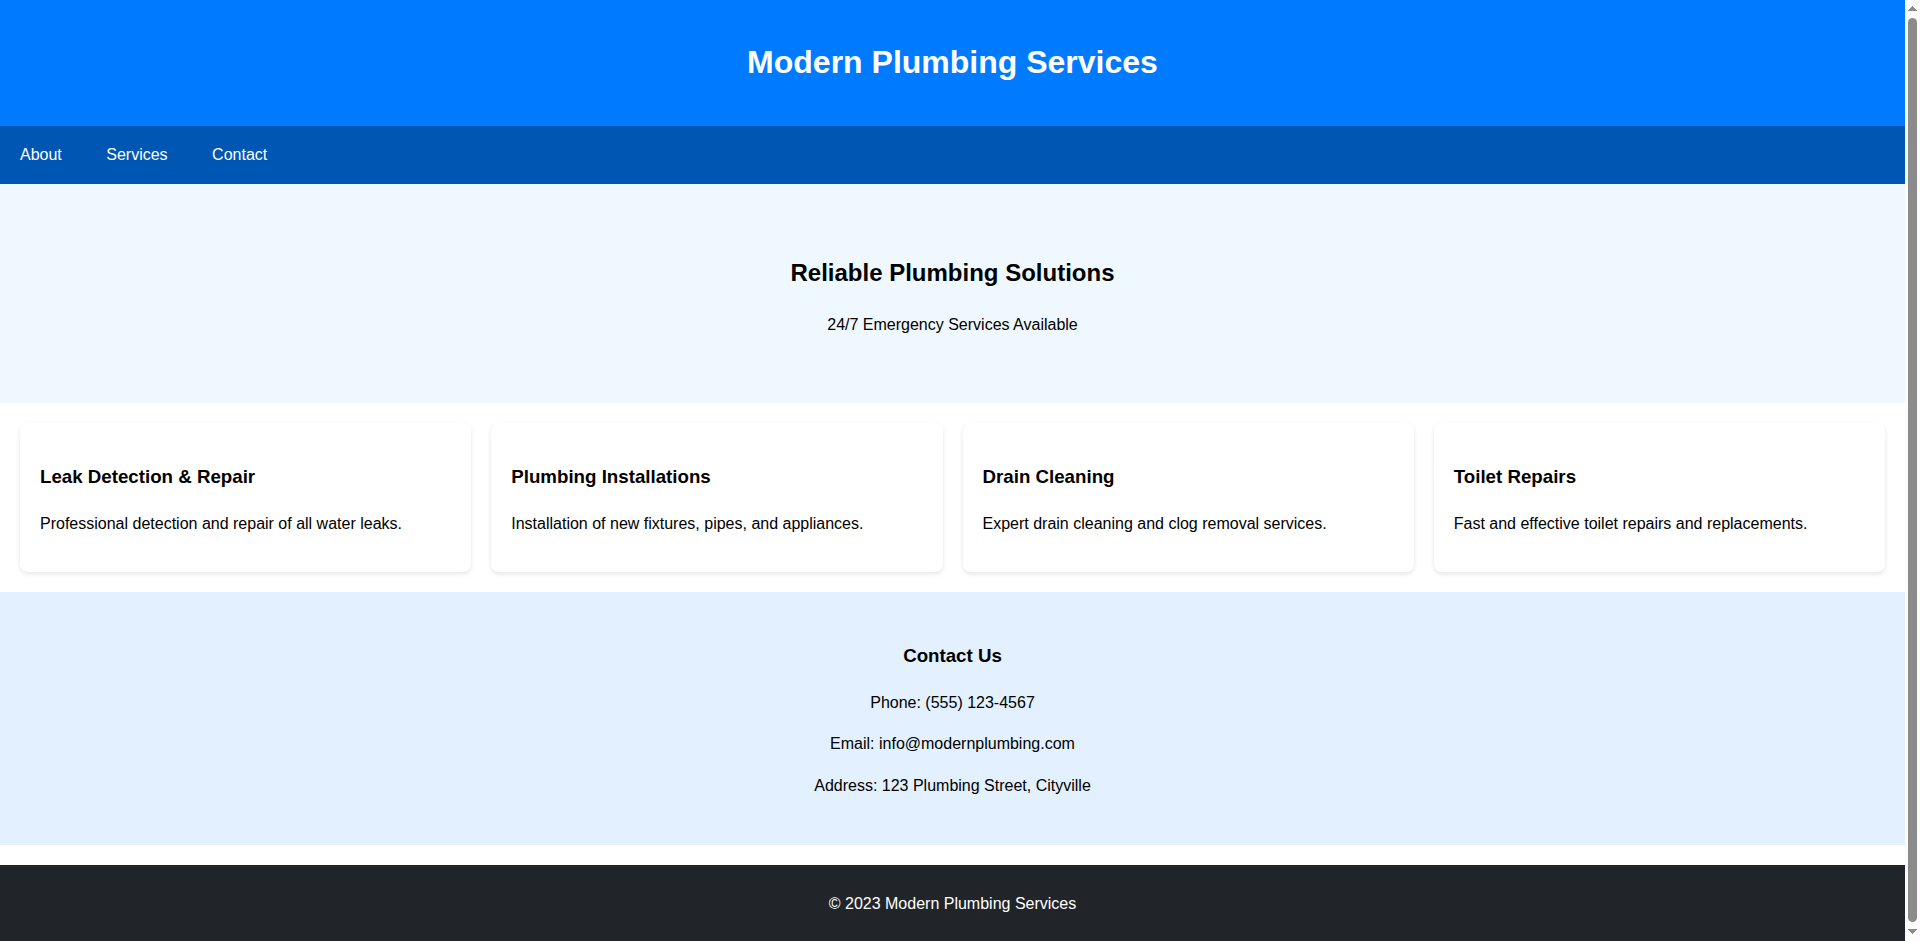 Modern Plumbing Services
About Services Contact
Reliable Plumbing Solutions
24/7 Emergency Services Available
Leak Detection & Repair
Professional detection and repair of all water leaks.
Plumbing Installations
Installation of new fixtures, pipes, and appliances.
Drain Cleaning
Expert drain cleaning and clog removal services.
Toilet Repairs
Fast and effective toilet repairs and replacements.
Contact Us
Phone: (555) 123-4567
Email: info@modernplumbing.com
Address: 123 Plumbing Street, Cityville
© 2023 Modern Plumbing Services